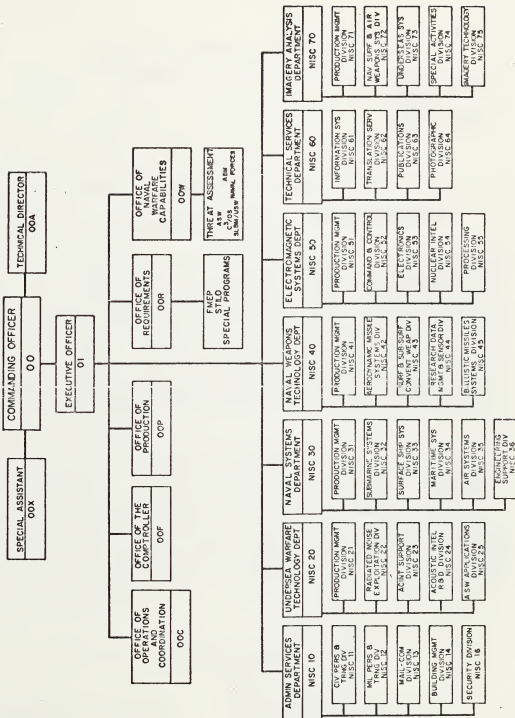 COMMANDING OFFICER
00
SPECIAL ASSISTANT
00X
TECHNICAL DIRECTOR
00A
EXECUTIVE OFFICER
01
OFFICE OF
OPERATIONS
AND
COORDINATION
00C
OFFICE OF THE
COMPTROLLER
00F
OFFICE OF
PRODUCTION
00P
OFFICE OF
REQUIREMENTS
00R
FMEP
STILO
SPECIAL PROGRAMS
OFFICE OF
NAVAL
WARFARE
CAPABILITIES
00W
THREAT ASSESSMENT
ASW
NAVAL FORCES
ADMIN SERVICES
DEPARTMENT
NISC 10
CIV PERS &
TRNG DIV
NISC 11
MIL PERS &
TRNG DIV
NISC 12
MAIL-COM
DIVISION
NISC 13
BUILDING MGMT
DIVISION
NISC 14
SECURITY DIVISION
NISC 16
UNDERSEA WARFARE
TECHNOLOGY DEPT
NISC 20
PRODUCTION MGMT
DIVISION
NISC 21
RADIATED NOISE
EXPLOITATION DIV
NISC 22
ACINT SUPPORT
DIVISION
NISC 23
ACOUSTIC INTEL
R&D DIVISION
NISC 24
ASW APPLICATIONS
DIVISION
NISC 25
NAVAL SYSTEMS
DEPARTMENT
NISC 30
PRODUCTION MGMT
DIVISION
NISC 31
SUBMARINE SYSTEMS
DIVISION
NISC 32
SURFACE SHIP SYS
DIVISION
NISC 33
MARITIME SYS
DIVISION
NISC 34
AIR SYSTEMS
DIVISION
NISC 35
ENGINEERING
SUPPORT DIV
NISC 36
NAVAL WEAPONS
TECHNOLOGY DEPT
NISC 40
PRODUCTION MGMT
DIVISION
NISC 41
AERODYNAMIC MISSILE
SYSTEMS DIV
NISC 42
SURF & SUB-SURF
CONVENT WEAP DIV
NISC 43
RESEARCH DATA
MGMT & SENSOR DIV
NISC 44
BALLISTIC MISSILES
SYSTEMS DIVISION
NISC 45
ELECTROMAGNETIC
SYSTEMS DEPT
NISC 50
PRODUCTION MGMT
DIVISION
NISC 51
COMMAND & CONTROL
DIVISION
NISC 52
ELECTRONICS
DIVISION
NISC 53
NUCLEAR INTEL
DIVISION
NISC 54
PROCESSING
DIVISION
NISC 55
TECHNICAL SERVICES
DEPARTMENT
NISC 60
INFORMATION SYS
DIVISION
NISC 61
TRANSLATION SERV
DIVISION
NISC 62
PUBLICATIONS
DIVISION
NISC 63
PHOTOGRAPHIC
DIVISION
NISC 64
IMAGERY ANALYSIS
DEPARTMENT
NISC 70
PRODUCTION MGMT
DIVISION
NISC 71
NAV SURF & AIR
WEAPONS SYS DIV
NISC 72
UNDERSEAS SYS
DIVISION
NISC 73
SPECIAL ACTIVITIES
DIVISION
NISC 74
IMAGERY TECHNOLOGY
DIVISION
NISC 75